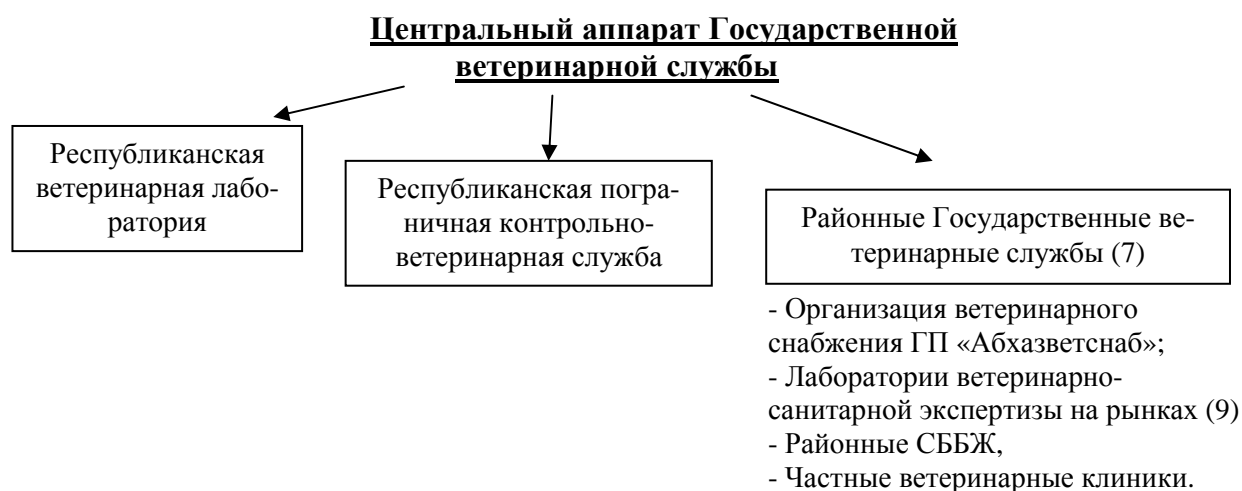 Центральный аппарат Государственной
ветеринарной службы
Республиканская
ветеринарная лабо-
ратория
Республиканская погра-
ничная контрольно-
ветеринарная служба
Районные Государственные ве-
теринарные службы (7)
- Организация ветеринарного
снабжения ГП «Абхазветснаб»;
- Лаборатории ветеринарно-
санитарной экспертизы на рынках (9)
- Районные СББЖ,
- Частные ветеринарные клиники.